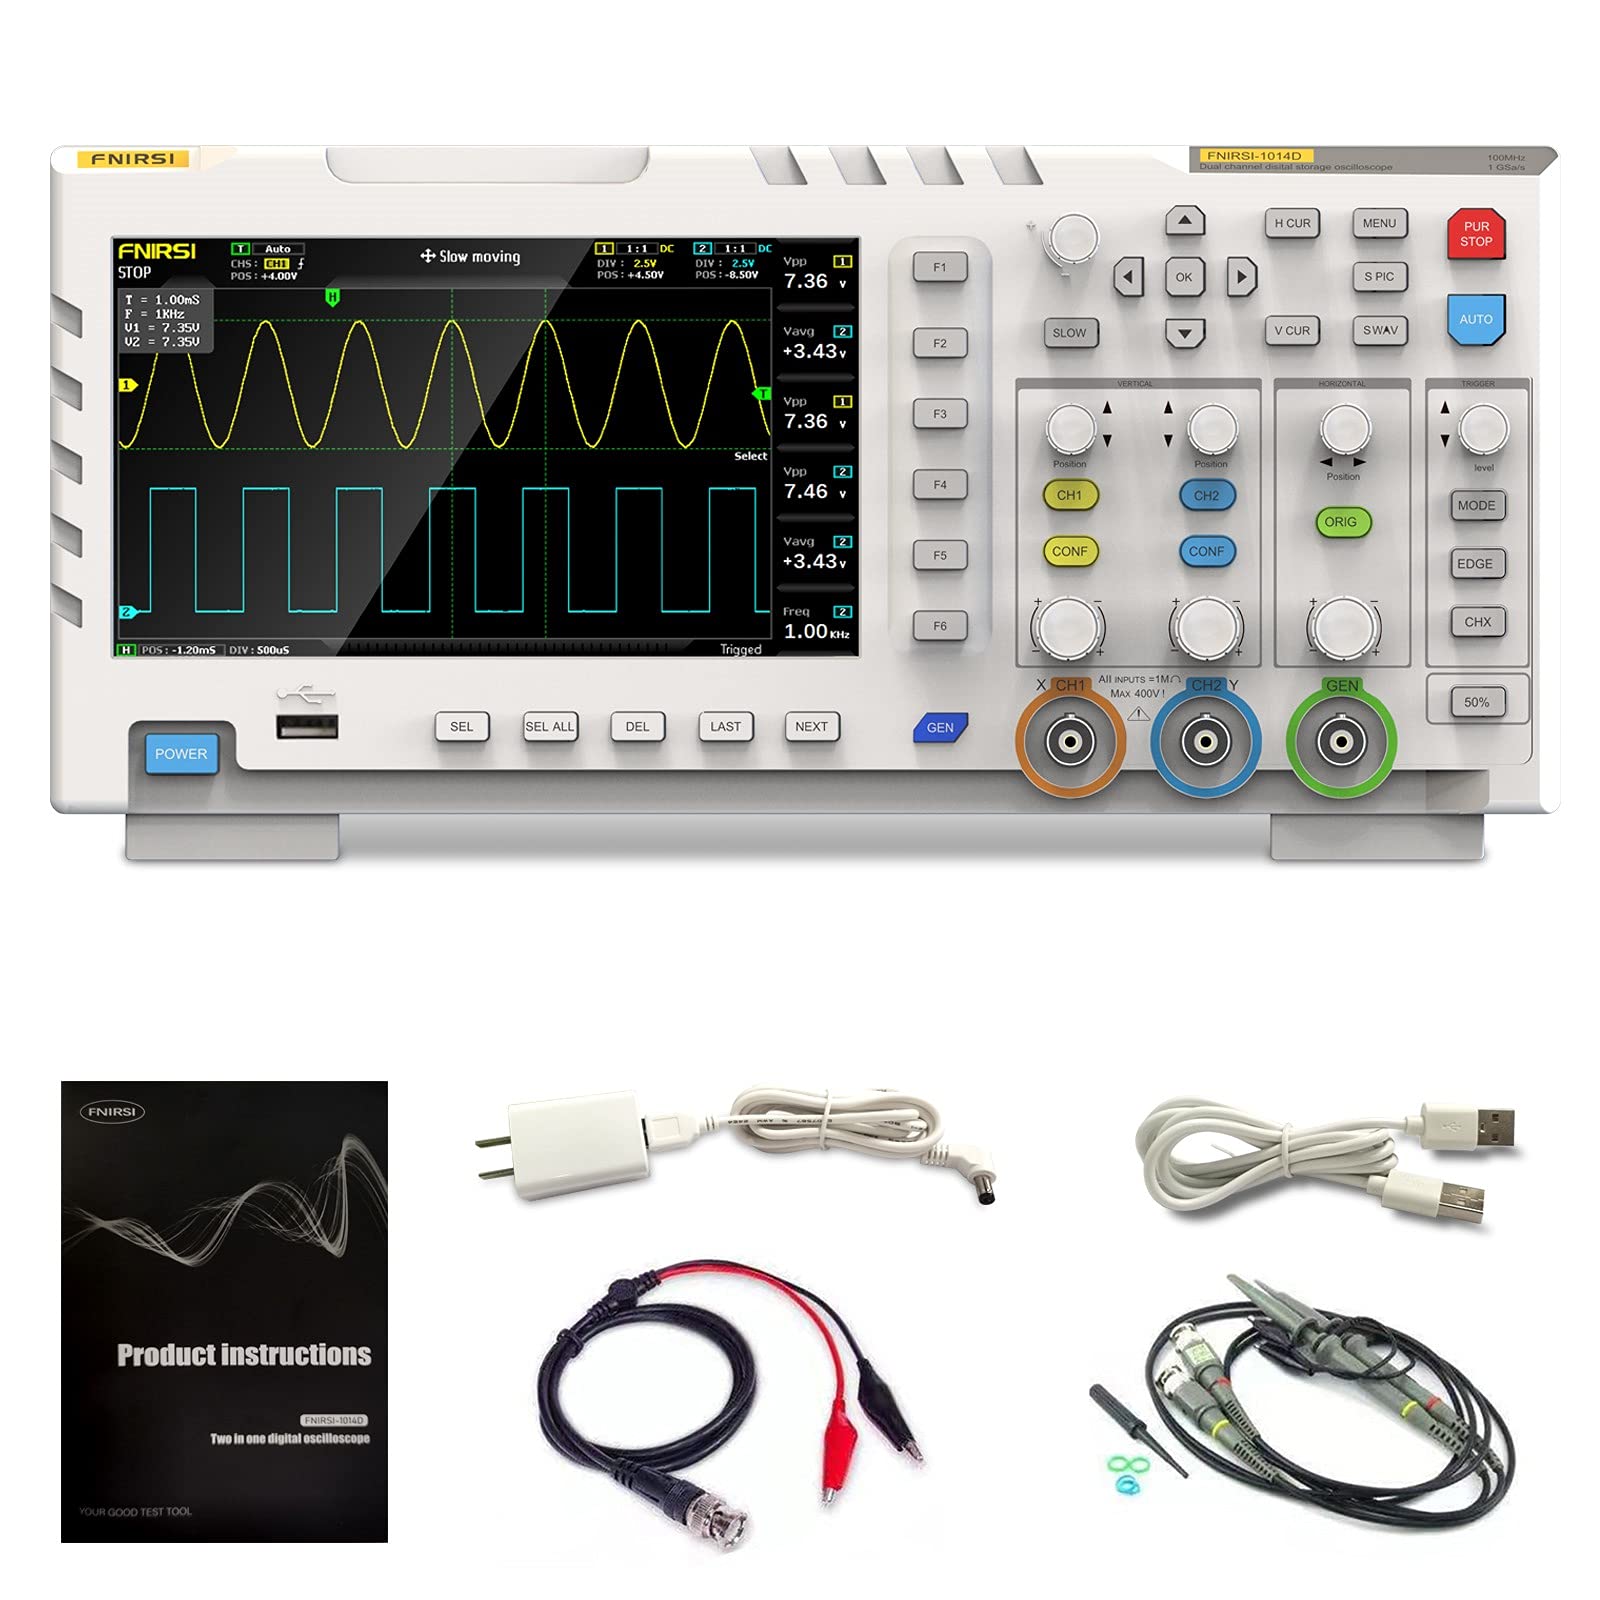 FNIRSI
FNIRSI-1014D
Dual channel disital storage oscilloscope
100MHz
1 GSa/s
FNIRSI
STOP
T Auto
CHS: CH1
POS: +4.00V
Slow moving
1 1:1 DC
DIV: 2.5V
POS: +4.50V
2 1:1 DC
DIV: 2.5V
POS: -8.50V
T = 1.00mS
F = 1KHz
V1 = 7.35V
V2 = 7.35V
H
1
T
Select
2
H POS: -1.20mS DIV: 500uS
Trigged
Vpp 1
7.36 v
Vavg 2
+3.43v
Vpp 1
7.36 v
Vpp 2
7.46 v
Vavg 2
+3.43v
Freq 2
1.00KHz
F1
F2
F3
F4
F5
F6
+
-
SLOW
OK
H CUR
MENU
S PIC
V CUR
SWAV
PUR
STOP
AUTO
VERTICAL
HORIZONTAL
TRIGGER
Position
Position
Position
level
CH1
CH2
ORIG
MODE
CONF
CONF
EDGE
CHX
50%
+ -
- +
+ -
- +
+ -
- +
X CH1
All INPUTS =1MΩ
MAX 400V!
CH2 Y
GEN
POWER
SEL
SEL ALL
DEL
LAST
NEXT
GEN
FNIRSI
Product instructions
FNIRSI-1014D
Two in one digital oscilloscope
YOUR GOOD TEST TOOL